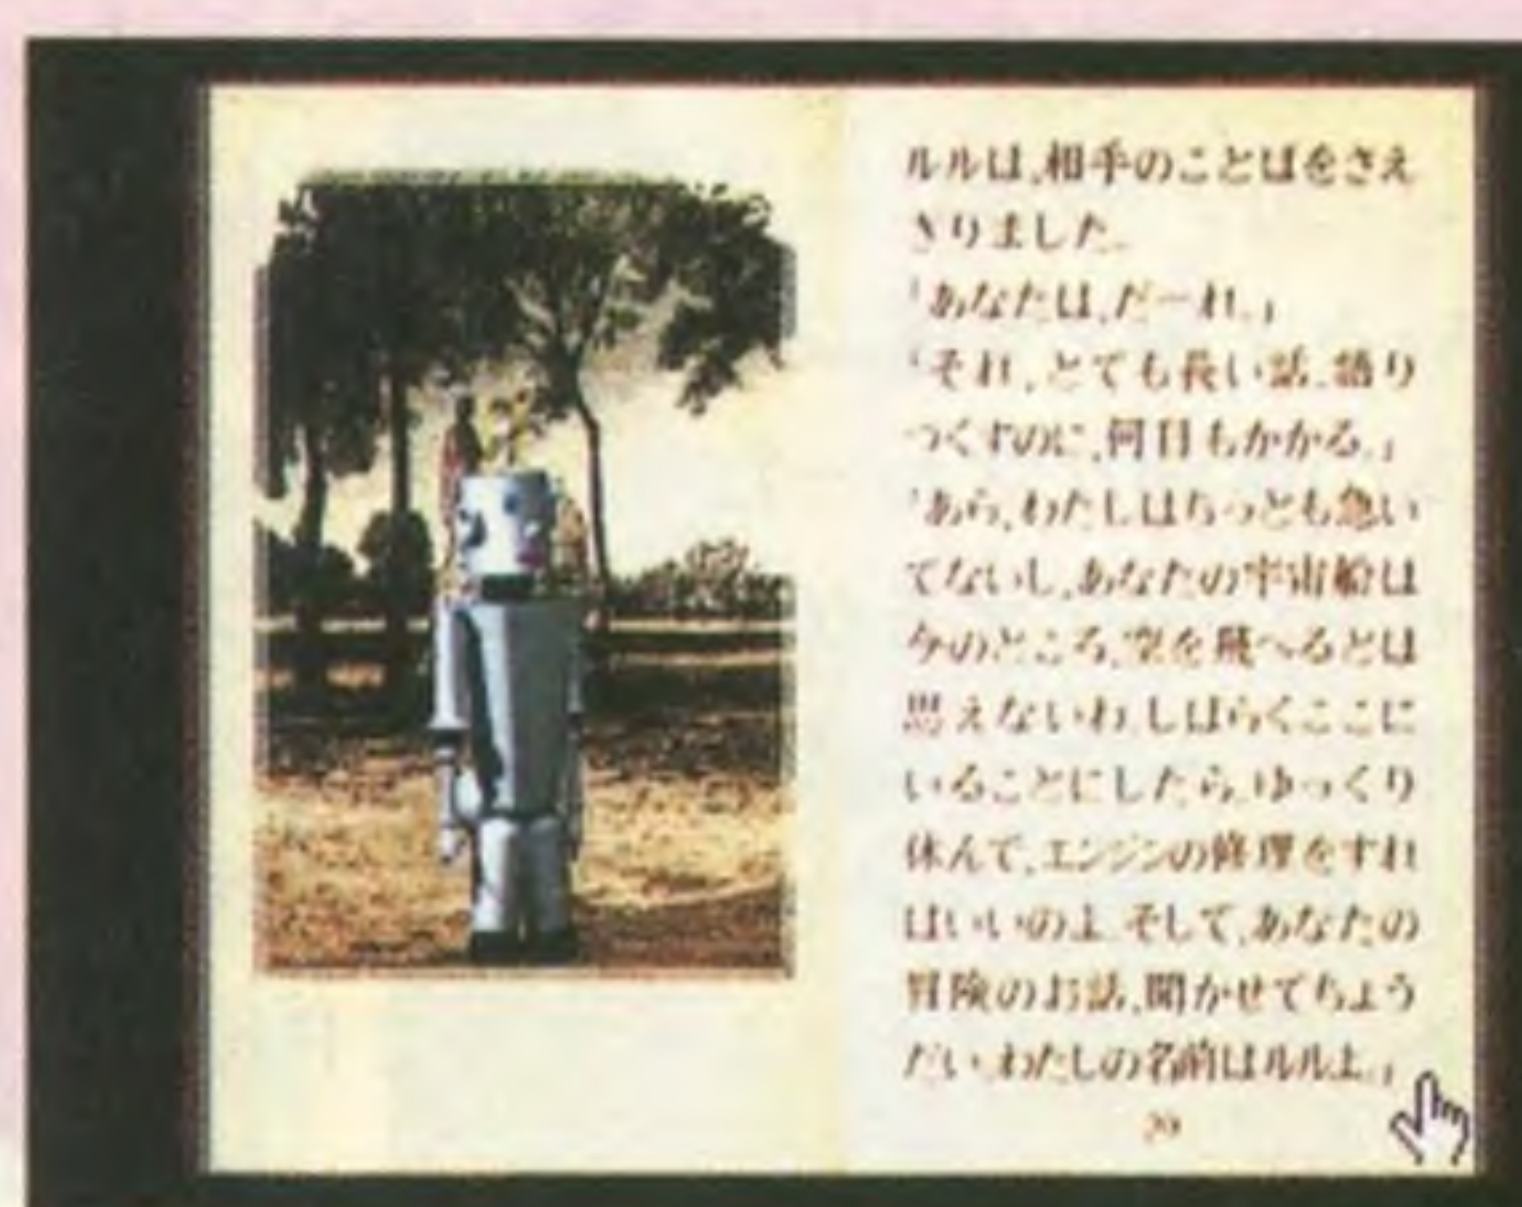 ルルは、相手のことばをさえ
ぎりました。
「あなたは、だーれ。」
「それ、とても長い話。語り
つくすのに、何日もかかる。」
「あら、わたしはちっとも急い
でないし、あなたの宇宙船は
今のところ、空を飛べるとは
思えないわ。しばらくここに
いることにしたら。ゆっくり
休んで、エンジンの修理をすれ
ばいいのよ。そして、あなたの
冒険のお話、聞かせてちょう
だい。わたしの名前はルルよ。」